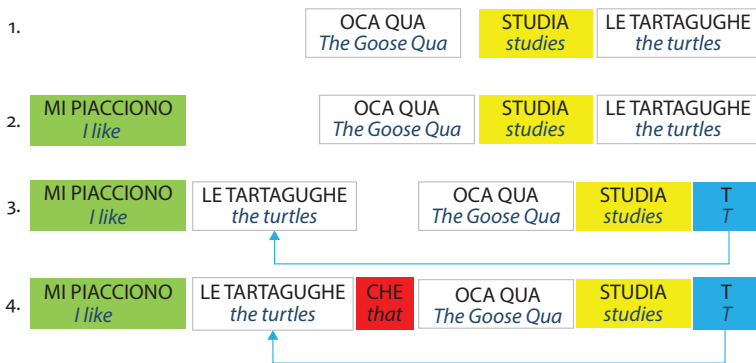 1. OCA QUA STUDIA LE TARTAGUGHE
The Goose Qua studies the turtles
2. MI PIACCIONO OCA QUA STUDIA LE TARTAGUGHE
I like The Goose Qua studies the turtles
3. MI PIACCIONO LE TARTAGUGHE OCA QUA STUDIA T
I like the turtles The Goose Qua studies T
4. MI PIACCIONO LE TARTAGUGHE CHE OCA QUA STUDIA T
I like the turtles that The Goose Qua studies T